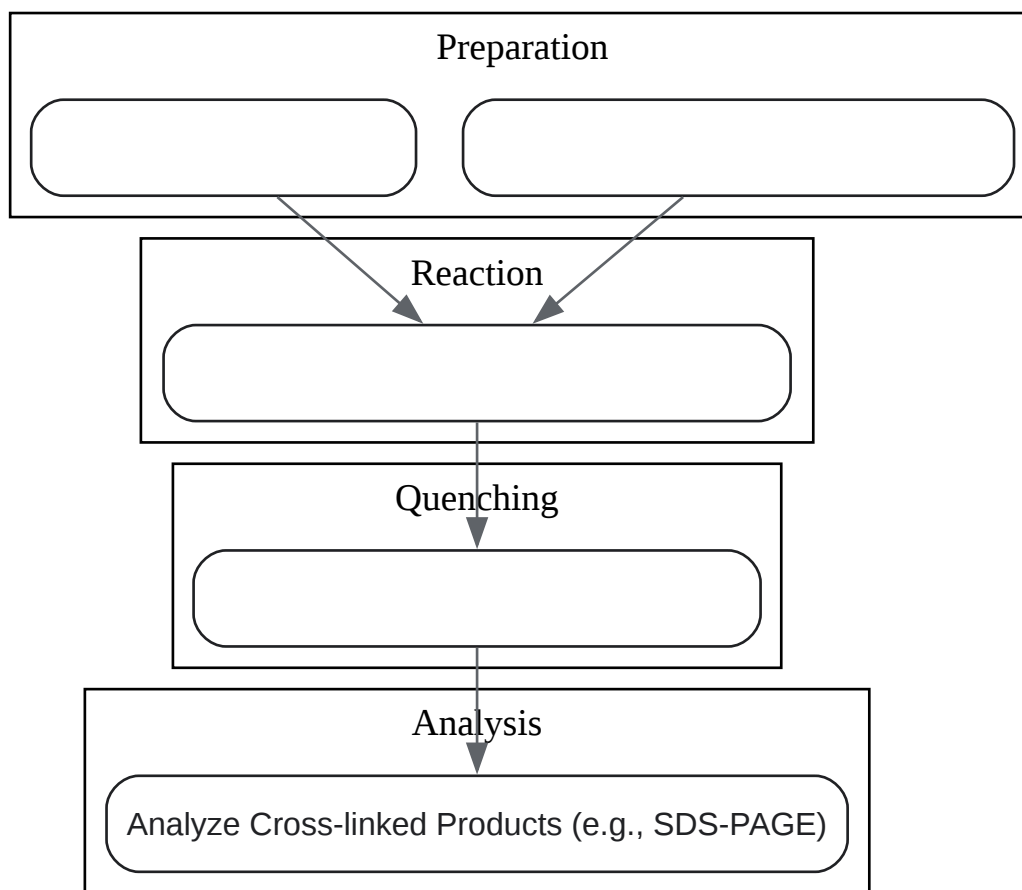 Preparation
Reaction
Quenching
Analysis
Analyze Cross-linked Products (e.g., SDS-PAGE)